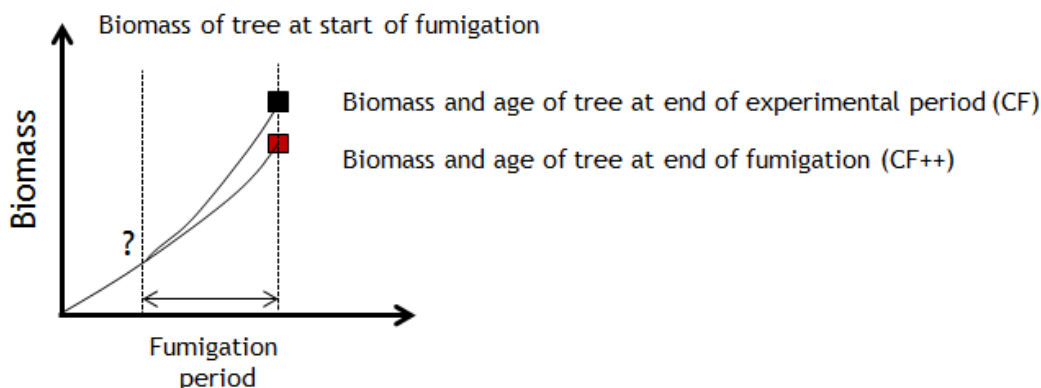 Biomass of tree at start of fumigation
Biomass and age of tree at end of experimental period (CF)
Biomass and age of tree at end of fumigation (CF++)
Biomass
?
Fumigation
period